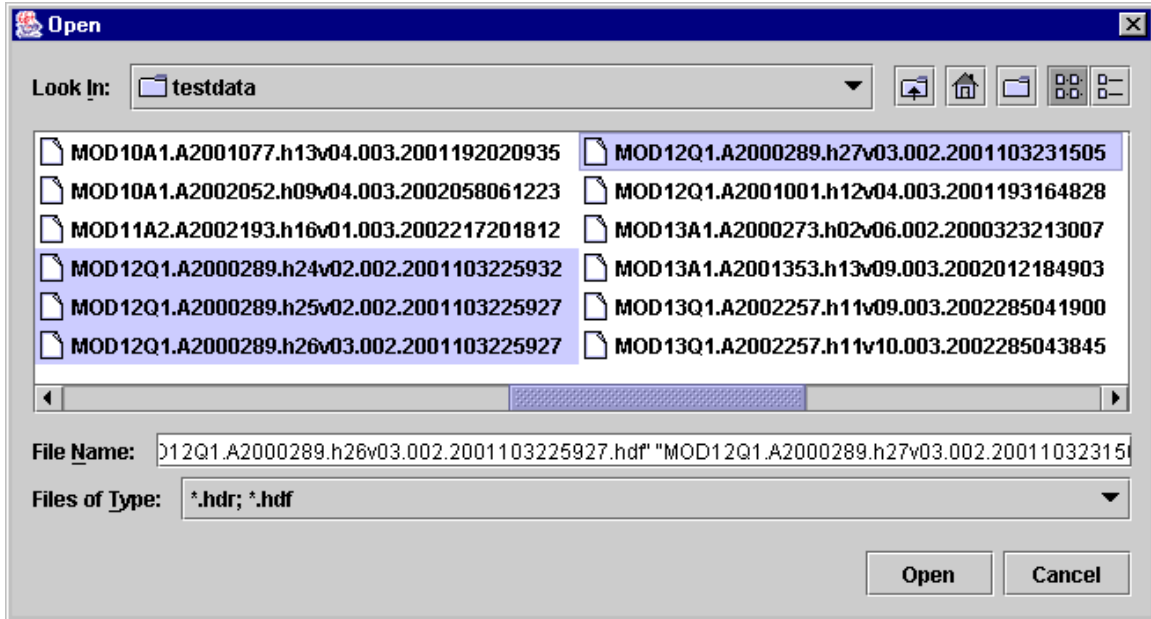 Open
Look In: testdata
MOD10A1.A2001077.h13v04.003.2001192020935
MOD10A1.A2002052.h09v04.003.2002058061223
MOD11A2.A2002193.h16v01.003.2002217201812
MOD12Q1.A2000289.h24v02.002.2001103225932
MOD12Q1.A2000289.h25v02.002.2001103225927
MOD12Q1.A2000289.h26v03.002.2001103225927
MOD12Q1.A2000289.h27v03.002.2001103231505
MOD12Q1.A2001001.h12v04.003.2001193164828
MOD13A1.A2000273.h02v06.002.2000323213007
MOD13A1.A2001353.h13v09.003.2002012184903
MOD13Q1.A2002257.h11v09.003.2002285041900
MOD13Q1.A2002257.h11v10.003.2002285043845
File Name: D12Q1.A2000289.h26v03.002.2001103225927.hdf" "MOD12Q1.A2000289.h27v03.002.200110323150
Files of Type: *.hdr; *.hdf
Open Cancel